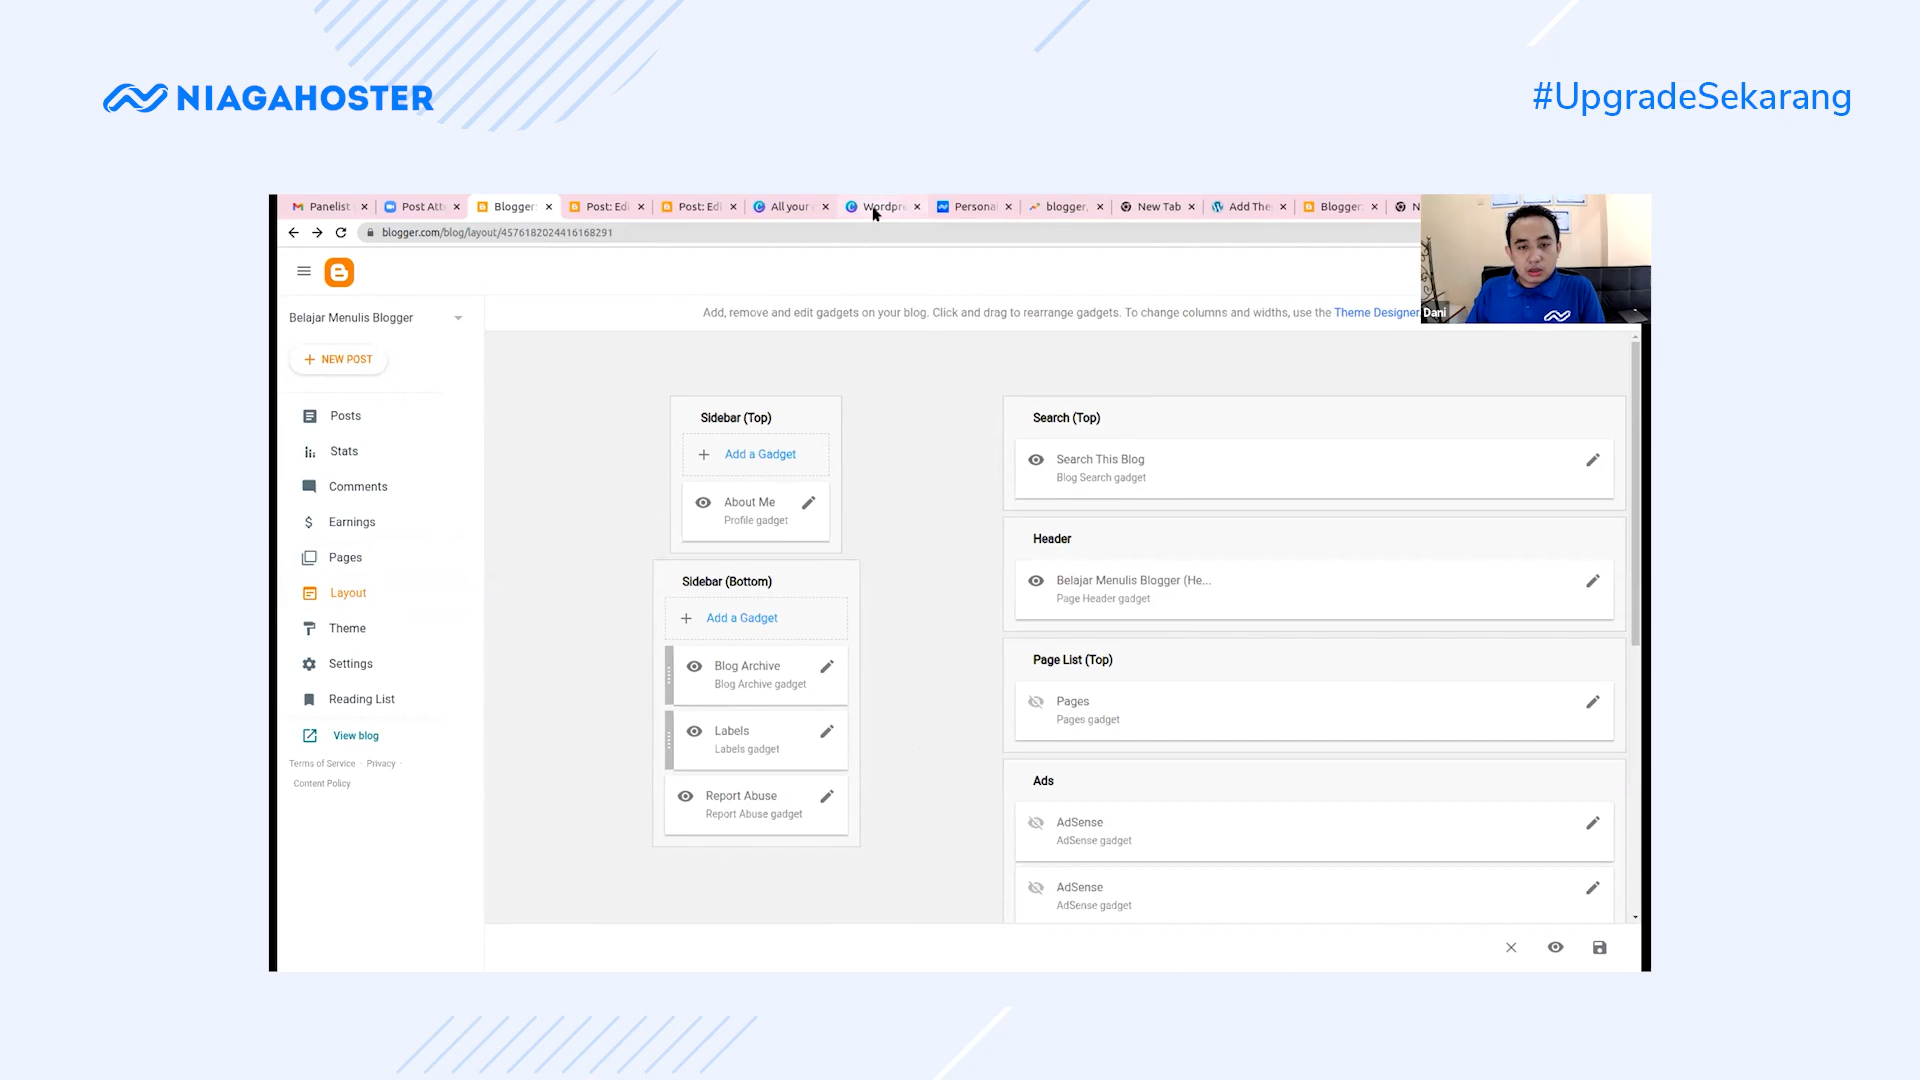 NIAGAHOSTER
#UpgradeSekarang
Panelist
Post Att
Blogger:
Post: Edi
Post: Edi
All your
Wordpre
Persona
blogger,
New Tab
Add The
Blogger:
N
blogger.com/blog/layout/4576182024416168291
Dani
Belajar Menulis Blogger
Add, remove and edit gadgets on your blog. Click and drag to rearrange gadgets. To change columns and widths, use the Theme Designer
NEW POST
Posts
Stats
Comments
Earnings
Pages
Layout
Theme
Settings
Reading List
View blog
Terms of Service · Privacy ·
Content Policy
Sidebar (Top)
Add a Gadget
About Me
Profile gadget
Sidebar (Bottom)
Add a Gadget
Blog Archive
Blog Archive gadget
Labels
Labels gadget
Report Abuse
Report Abuse gadget
Search (Top)
Search This Blog
Blog Search gadget
Header
Belajar Menulis Blogger (He...
Page Header gadget
Page List (Top)
Pages
Pages gadget
Ads
AdSense
AdSense gadget
AdSense
AdSense gadget